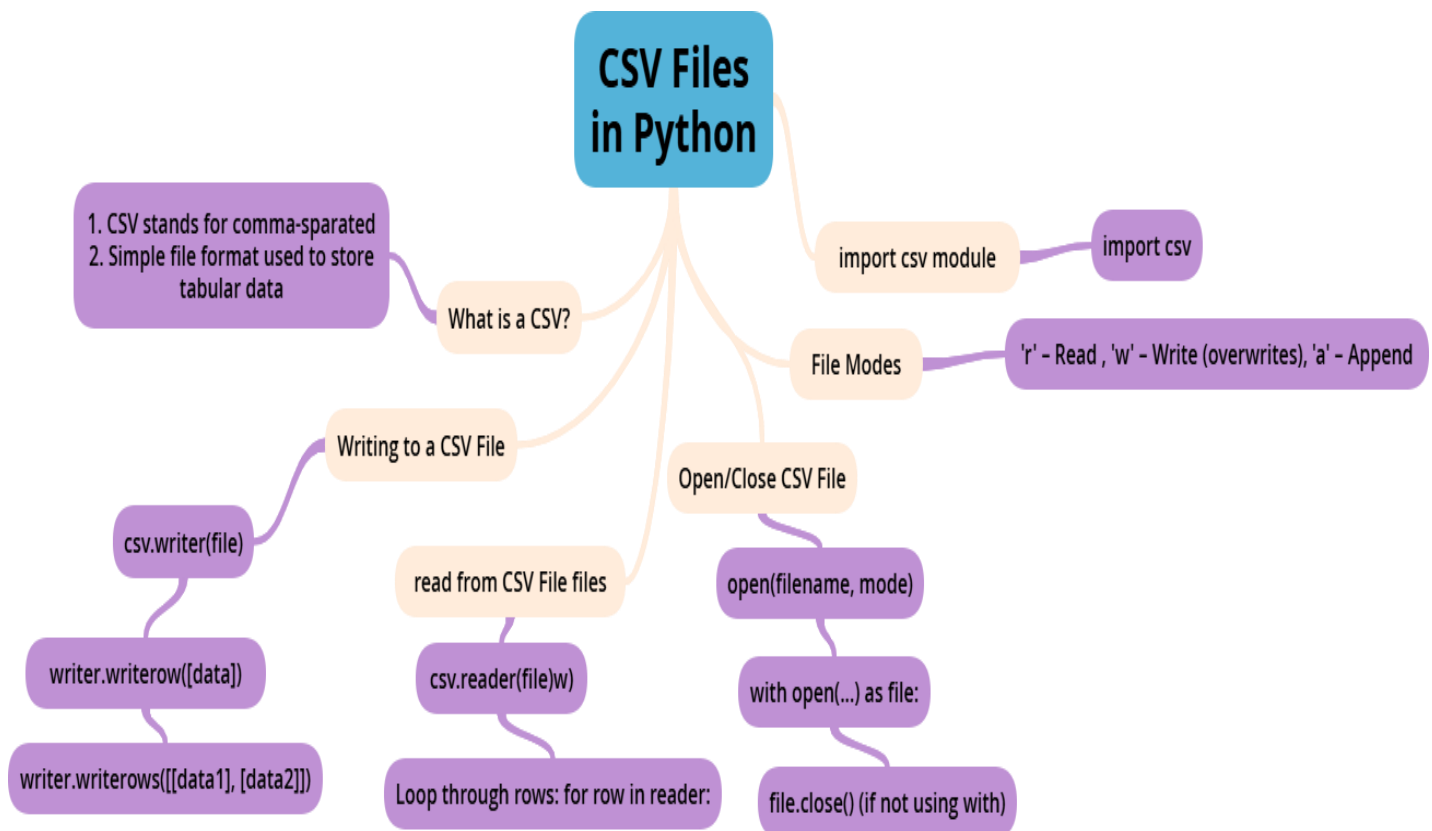 CSV Files
in Python
1. CSV stands for comma-sparated
2. Simple file format used to store
tabular data
What is a CSV?
import csv module
import csv
File Modes
'r' – Read , 'w' – Write (overwrites), 'a' – Append
Writing to a CSV File
csv.writer(file)
writer.writerow([data])
writer.writerows([[data1], [data2]])
read from CSV File files
csv.reader(file)w)
Loop through rows: for row in reader:
Open/Close CSV File
open(filename, mode)
with open(...) as file:
file.close() (if not using with)